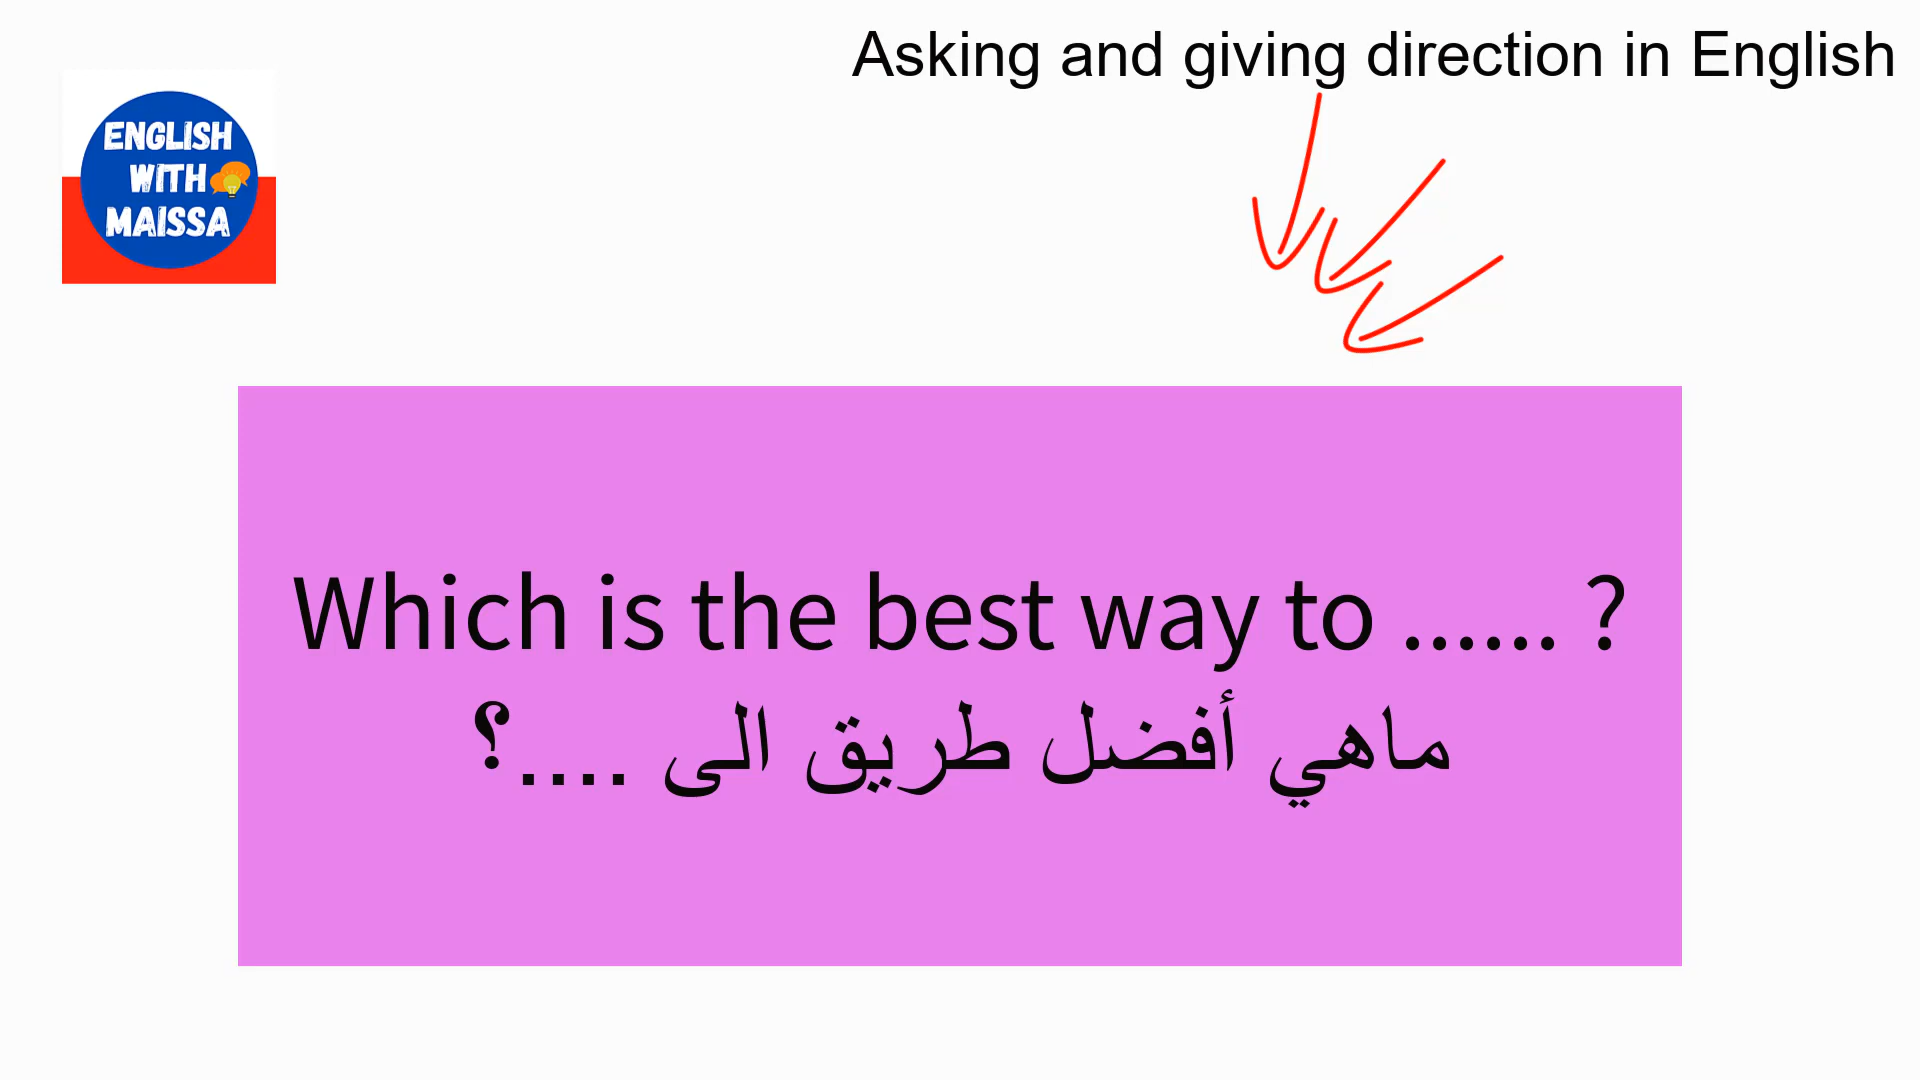 Asking and giving direction in English
ENGLISH
WITH
MAISSA
Which is the best way to ...... ?
ماهي أفضل طريق الى ....؟